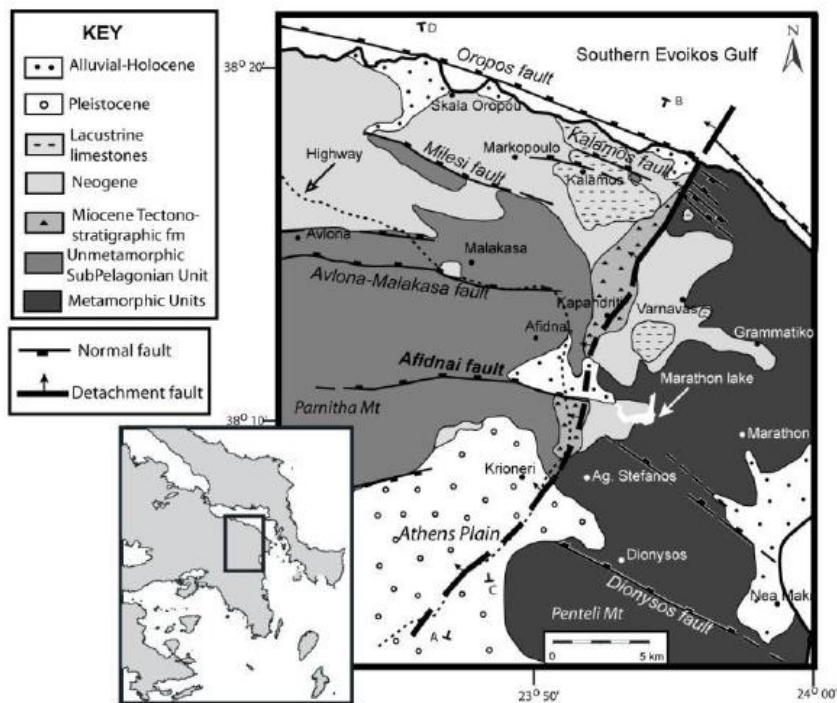 KEY
Alluvial-Holocene
Pleistocene
Lacustrine
limestones
Neogene
Miocene Tectono-
stratigraphic fm
Unmetamorphic
SubPelagonian Unit
Metamorphic Units
Normal fault
Detachment fault
38° 20'
D
Oropos fault
Southern Evoikos Gulf
N
B
Skala Oropou
Highway
Milesi fault
Markopoulo
Kalamos fault
Kalamos
Avlona
Malakasa
Avlona-Malakasa fault
Kapandriti
Varnavas
Afidnai
Grammatiko
Afidnai fault
Marathon lake
38° 10'
Parnitha Mt
Marathon
Krioneri
Ag. Stefanos
Athens Plain
Dionysos
C
Dionysos fault
Nea Mak
Penteli Mt
A
0
5 km
23° 50'
24° 00'